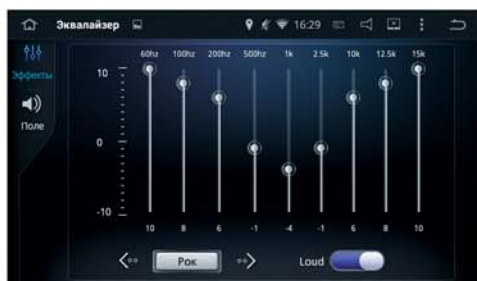 Эквалайзер 16:29
60hz 100hz 200hz 500hz 1k 2.5k 10k 12.5k 15k
Эффекты
10
Поле
0
-10
10 8 6 -1 -4 -1 6 8 10
Рок Loud